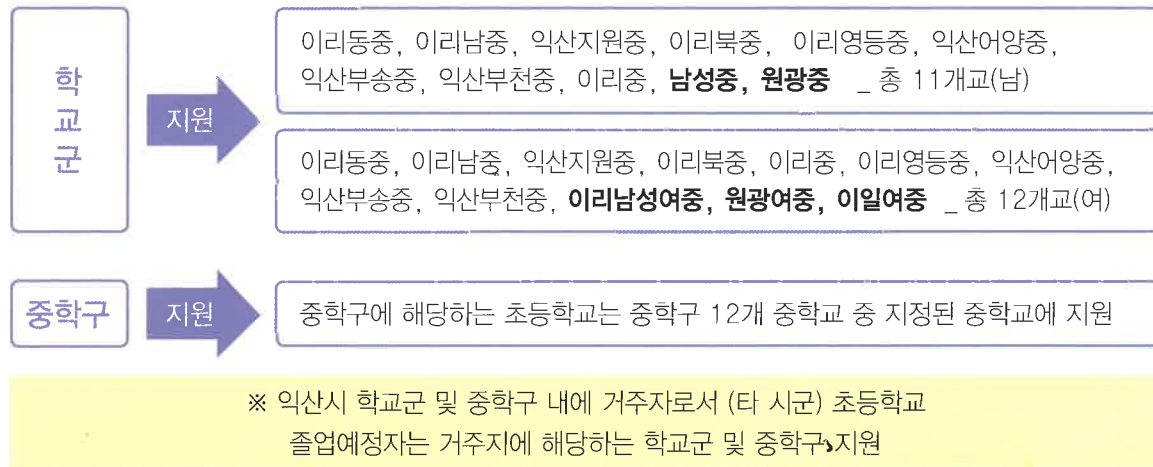 학교군
지원
이리동중, 이리남중, 익산지원중, 이리북중, 이리영등중, 익산어양중,
익산부송중, 익산부천중, 이리중, 남성중, 원광중 _ 총 11개교(남)
이리동중, 이리남중, 익산지원중, 이리북중, 이리중, 이리영등중, 익산어양중,
익산부송중, 익산부천중, 이리남성여중, 원광여중, 이일여중 _ 총 12개교(여)
중학구
지원
중학구에 해당하는 초등학교는 중학구 12개 중학교 중 지정된 중학교에 지원
※ 익산시 학교군 및 중학구 내에 거주자로서 (타 시군) 초등학교
졸업예정자는 거주지에 해당하는 학교군 및 중학구 지원